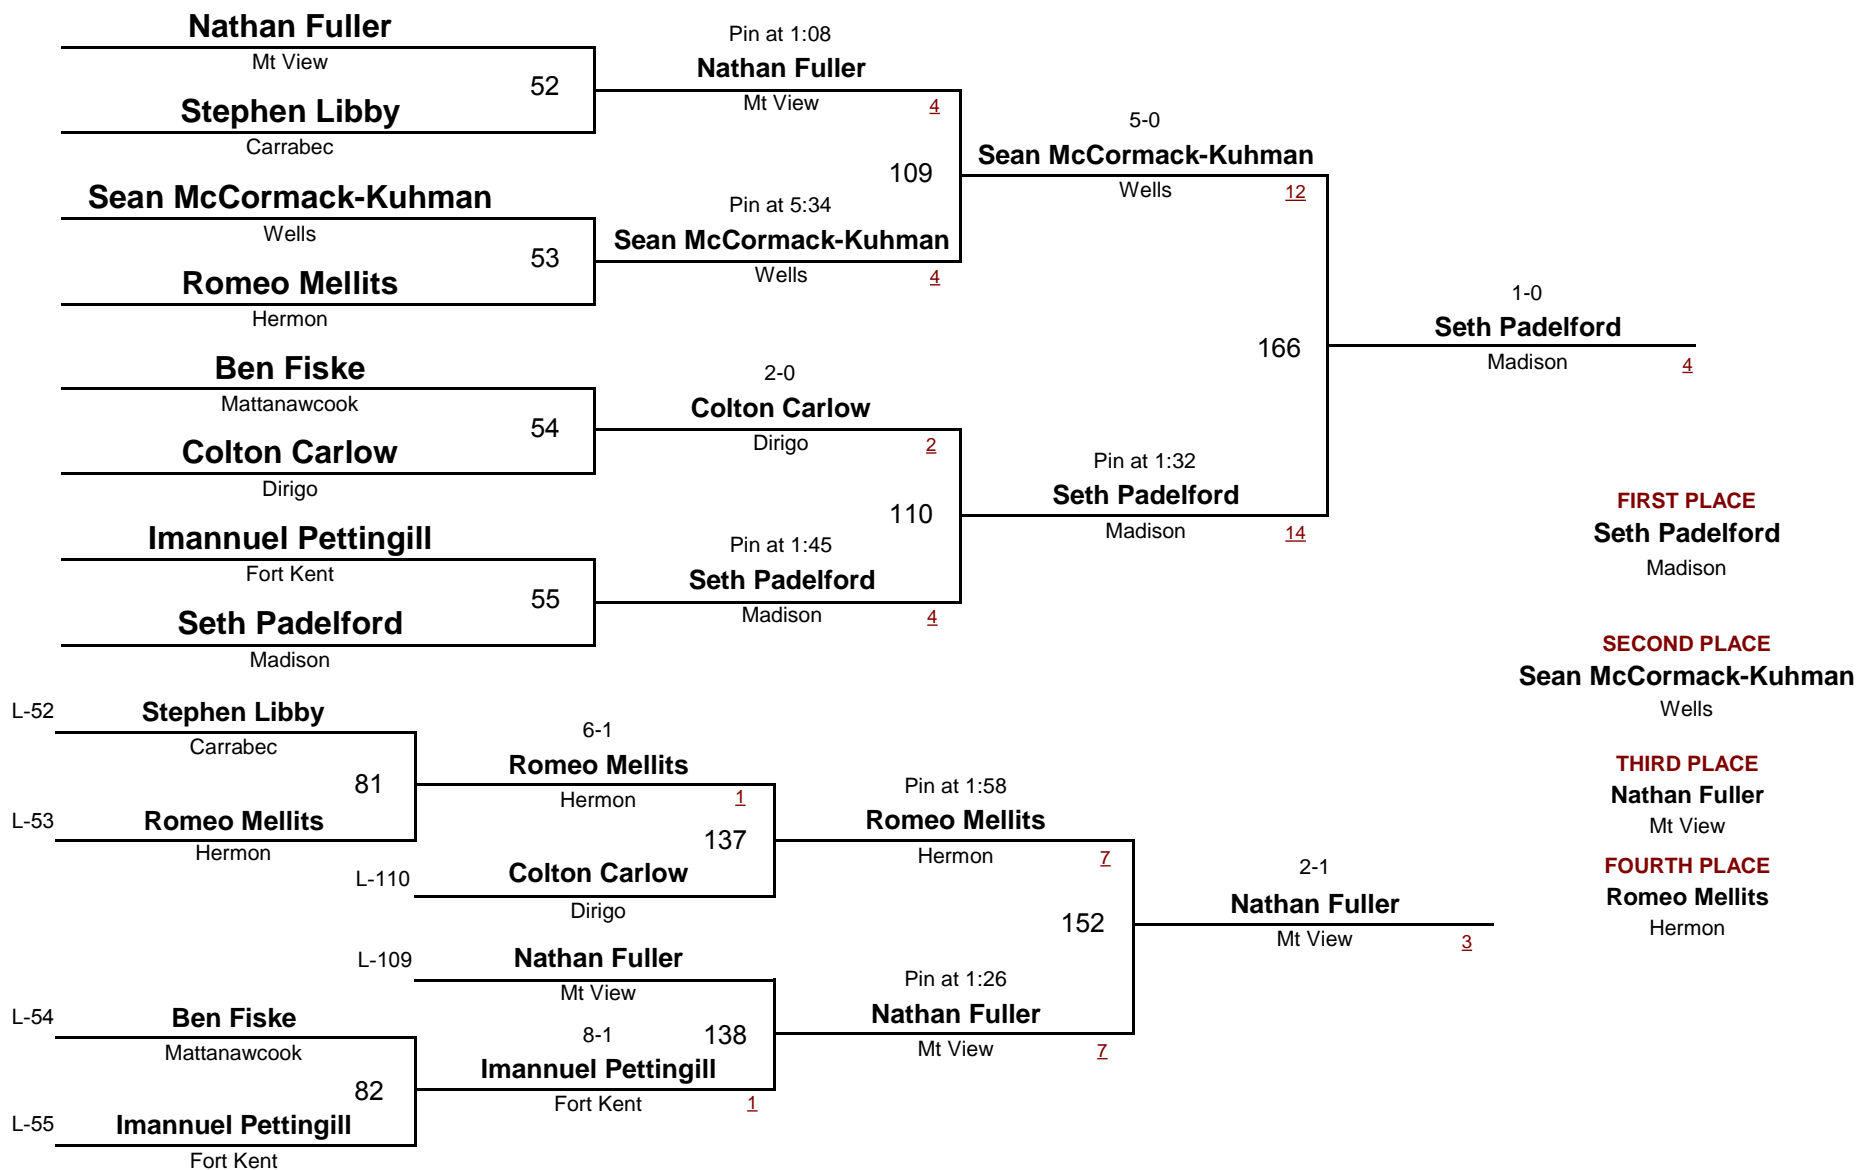 Nathan Fuller
Mt View
52
Stephen Libby
Carrabec
Sean McCormack-Kuhman
Wells
53
Romeo Mellits
Hermon
Ben Fiske
Mattanawcook
54
Colton Carlow
Dirigo
Imannuel Pettingill
Fort Kent
55
Seth Padelford
Madison
Pin at 1:08
Nathan Fuller
Mt View
4
109
Pin at 5:34
Sean McCormack-Kuhman
Wells
4
2-0
Colton Carlow
Dirigo
2
110
Pin at 1:45
Seth Padelford
Madison
4
5-0
Sean McCormack-Kuhman
Wells
12
166
Pin at 1:32
Seth Padelford
Madison
14
1-0
Seth Padelford
Madison
4
FIRST PLACE
Seth Padelford
Madison
SECOND PLACE
Sean McCormack-Kuhman
Wells
THIRD PLACE
Nathan Fuller
Mt View
FOURTH PLACE
Romeo Mellits
Hermon
L-52
Stephen Libby
Carrabec
81
L-53
Romeo Mellits
Hermon
6-1
Romeo Mellits
Hermon
1
137
L-110
Colton Carlow
Dirigo
L-109
Nathan Fuller
Mt View
138
L-54
Ben Fiske
Mattanawcook
82
L-55
Imannuel Pettingill
Fort Kent
8-1
Imannuel Pettingill
Fort Kent
1
Pin at 1:58
Romeo Mellits
Hermon
7
152
Pin at 1:26
Nathan Fuller
Mt View
7
2-1
Nathan Fuller
Mt View
3